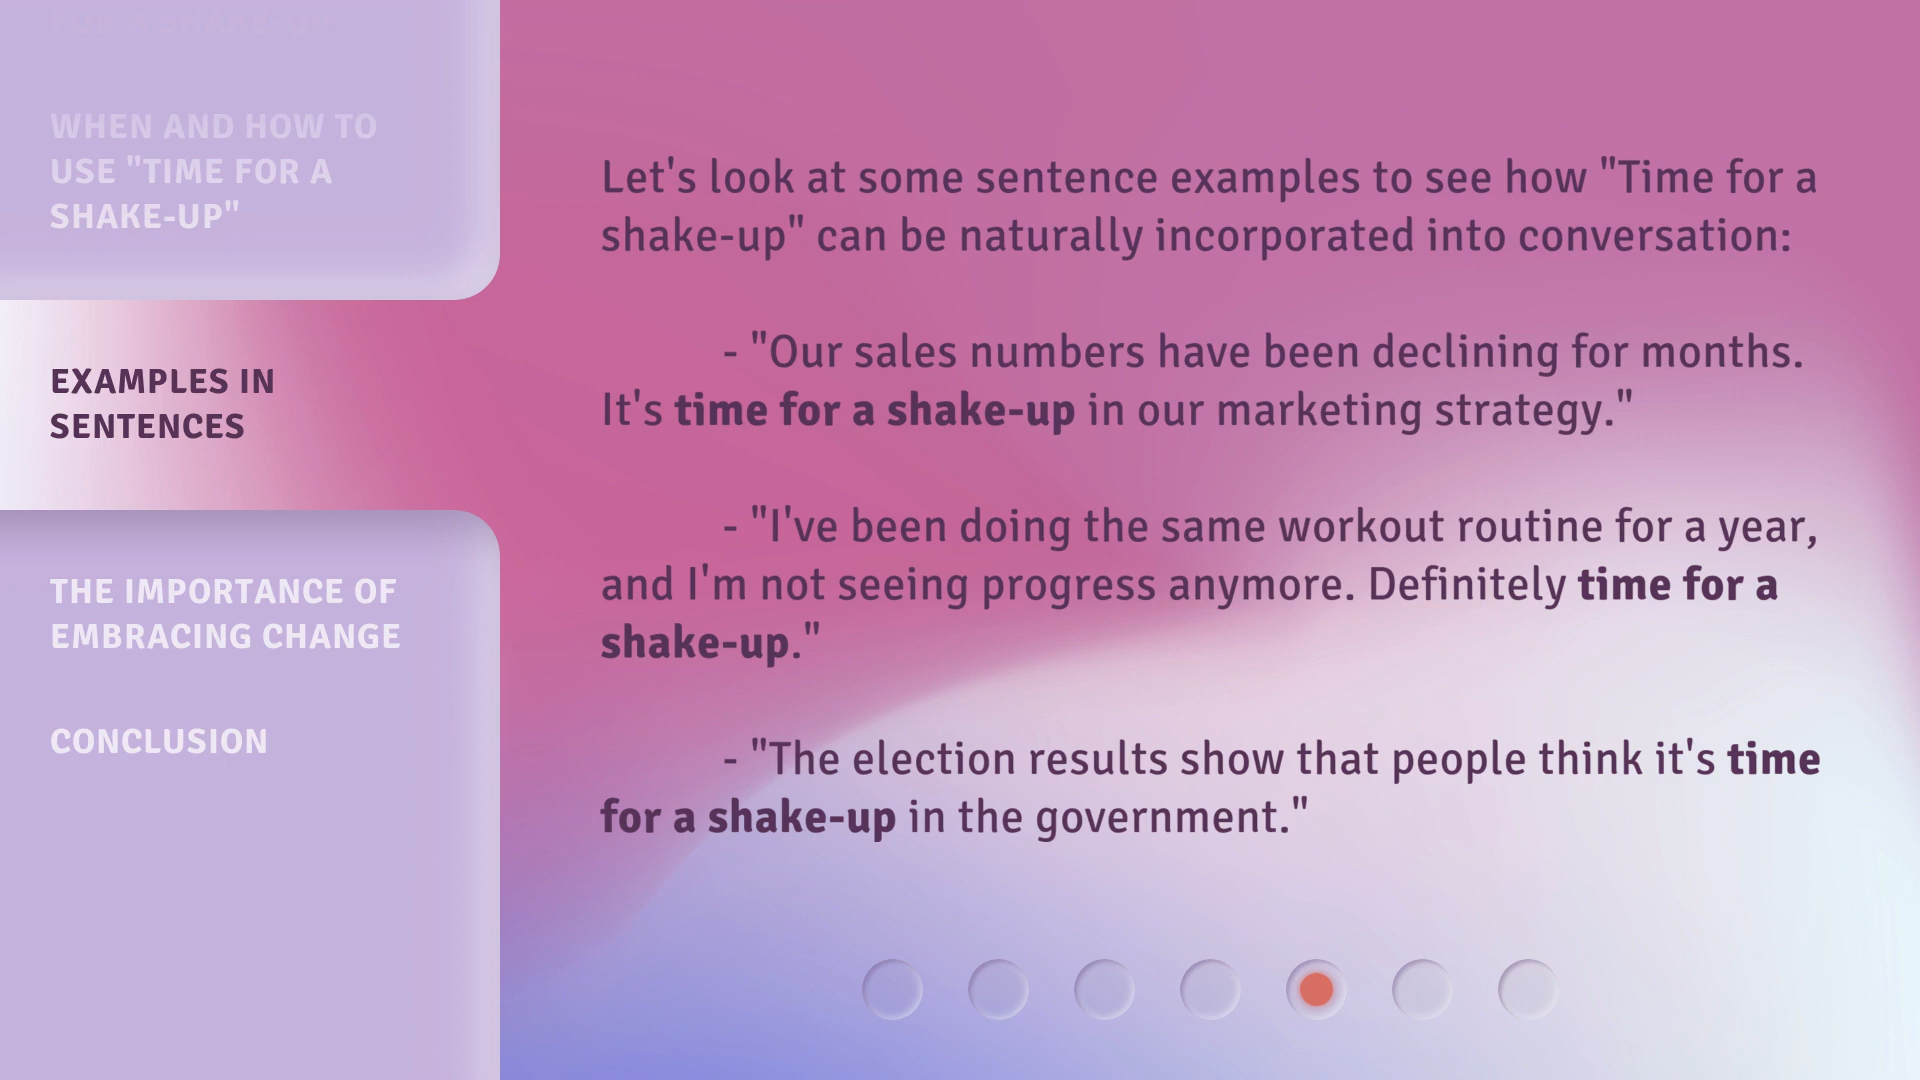 FOR A SHAKE-UP"
WHEN AND HOW TO
USE "TIME FOR A
SHAKE-UP"
EXAMPLES IN
SENTENCES
THE IMPORTANCE OF
EMBRACING CHANGE
CONCLUSION
Let's look at some sentence examples to see how "Time for a
shake-up" can be naturally incorporated into conversation:
- "Our sales numbers have been declining for months.
It's time for a shake-up in our marketing strategy."
- "I've been doing the same workout routine for a year,
and I'm not seeing progress anymore. Definitely time for a
shake-up."
- "The election results show that people think it's time
for a shake-up in the government."